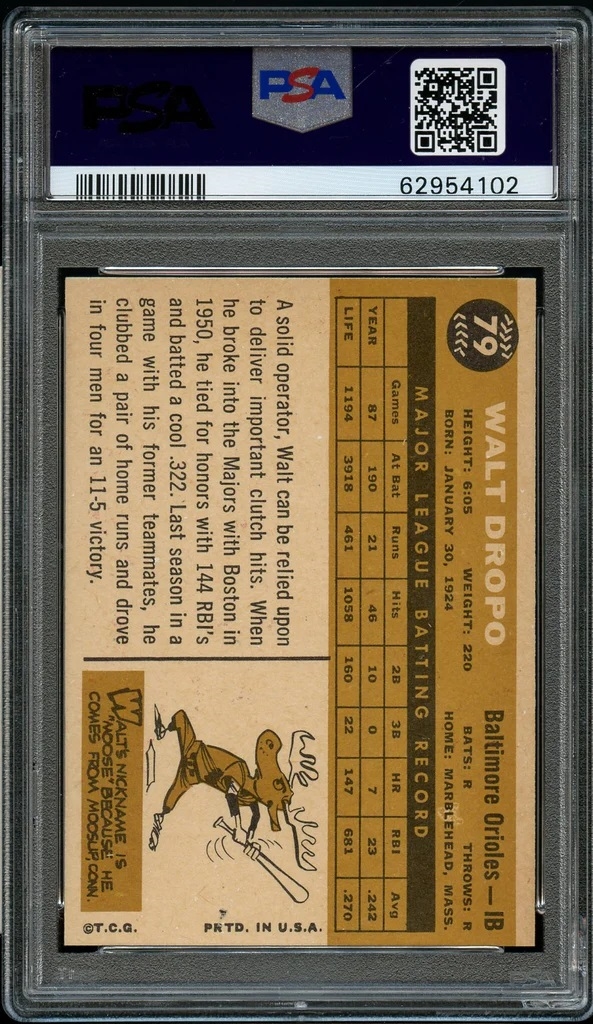 PSA
PSA
62954102
79
WALT DROPO
Baltimore Orioles — 1B
HEIGHT: 6:05 WEIGHT: 220 BATS: R THROWS: R
BORN: JANUARY 30, 1924 HOME: MARBLEHEAD, MASS.
MAJOR LEAGUE BATTING RECORD
Games At Bat Runs Hits 2B 3B HR RBI Avg
YEAR 87 190 21 46 10 0 7 23 .242
LIFE 1194 3918 461 1058 160 22 147 681 .270
A solid operator, Walt can be relied upon
to deliver important clutch hits. When
he broke into the Majors with Boston in
1950, he tied for honors with 144 RBI's
and batted a cool .322. Last season in a
game with his former teammates, he
clubbed a pair of home runs and drove
in four men for an 11-5 victory.
WALT'S NICKNAME IS
"MOOSE" BECAUSE HE
COMES FROM MOOSUP, CONN.
©T.C.G. PRTD. IN U.S.A.